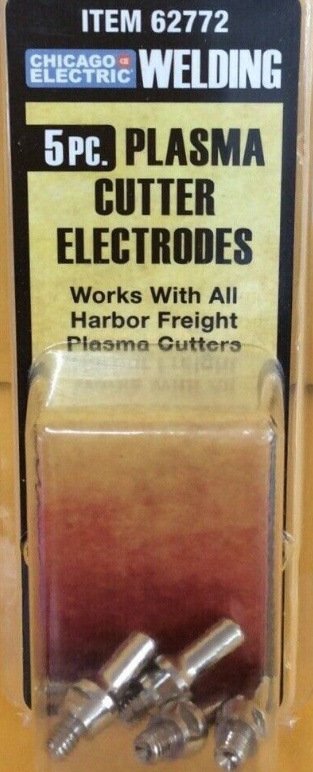 ITEM 62772
CHICAGO ELECTRIC WELDING
5 PC. PLASMA
CUTTER
ELECTRODES
Works With All
Harbor Freight
Plasma Cutters